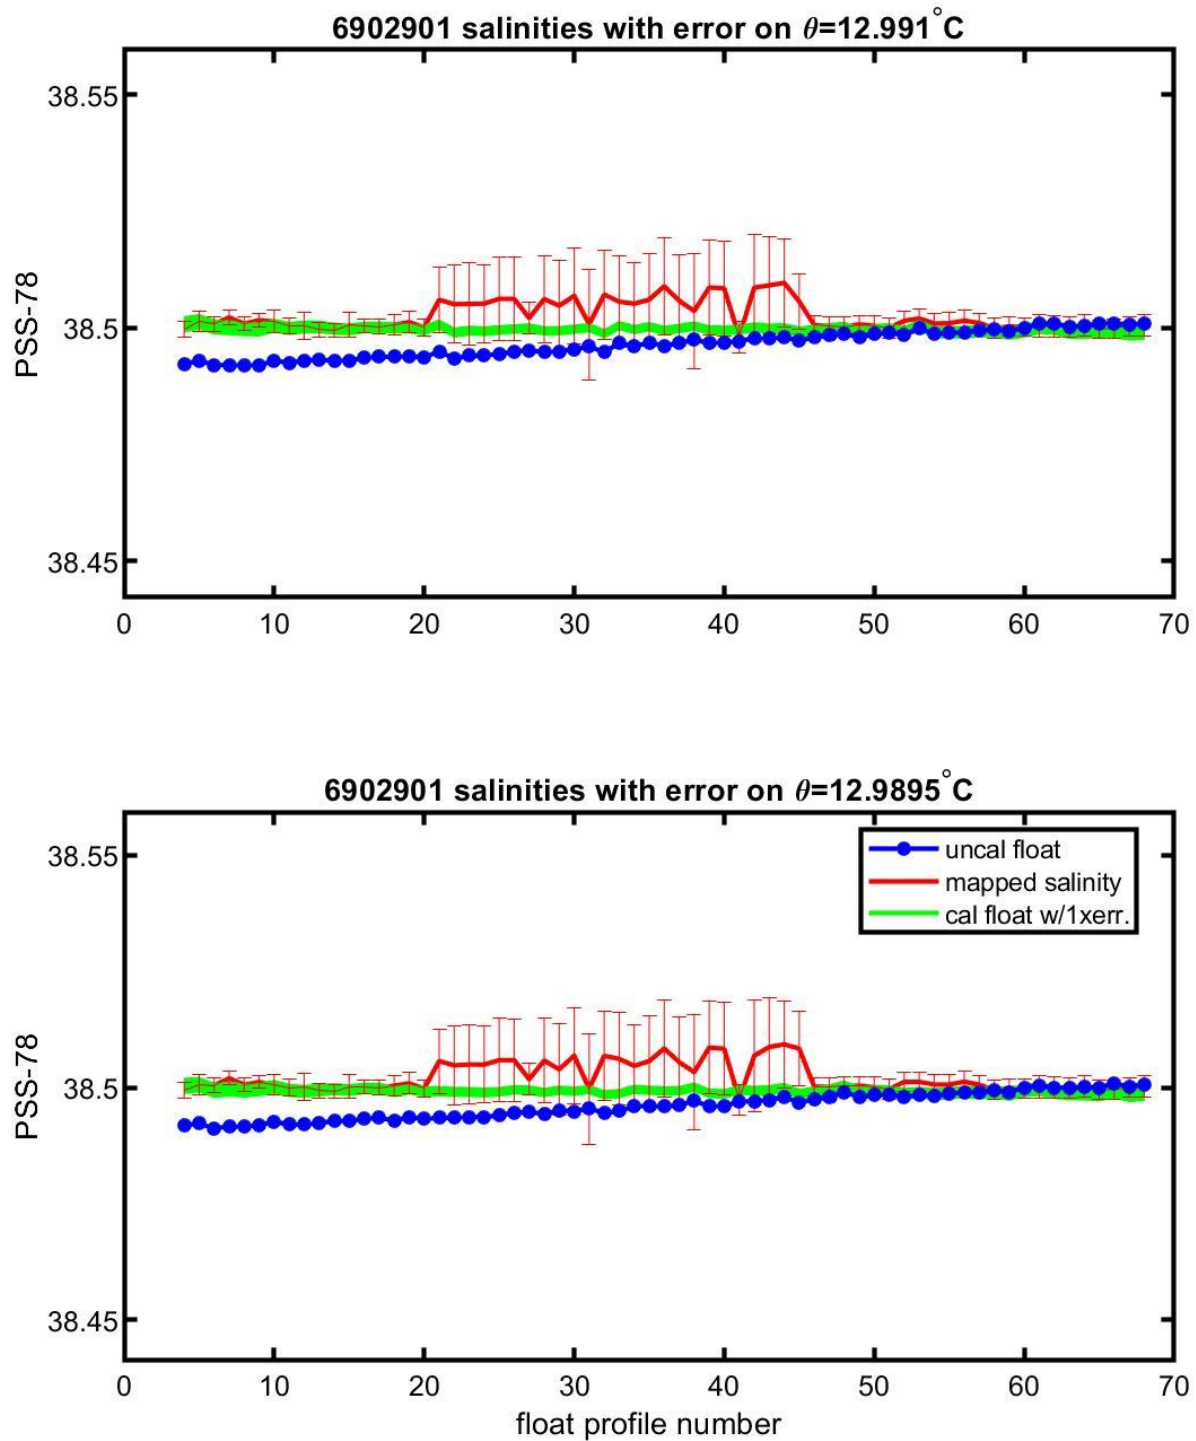 6902901 salinities with error on θ=12.991°C
38.55
38.5
38.45
PSS-78
0 10 20 30 40 50 60 70
6902901 salinities with error on θ=12.9895°C
uncal float
mapped salinity
cal float w/1xerr.
38.55
38.5
38.45
PSS-78
0 10 20 30 40 50 60 70
float profile number